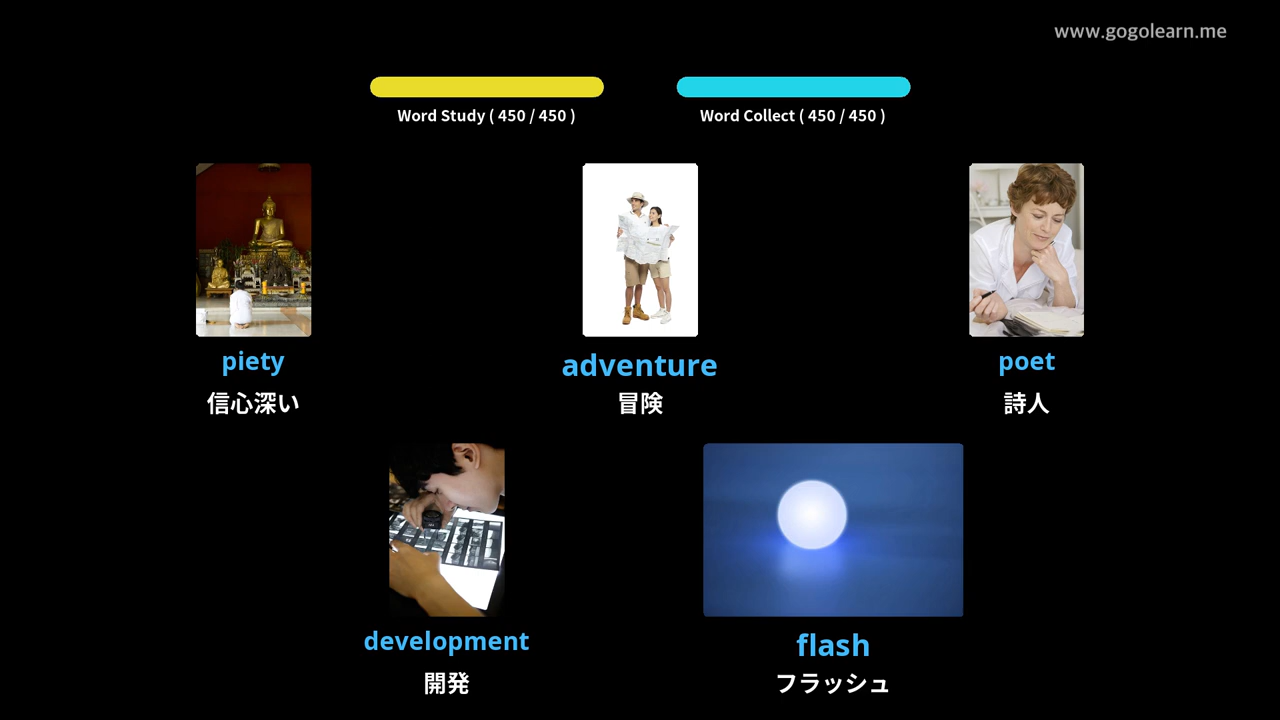 www.gogolearn.me
Word Study ( 450 / 450 )
Word Collect ( 450 / 450 )
piety
信心深い
adventure
冒険
poet
詩人
development
開発
flash
フラッシュ